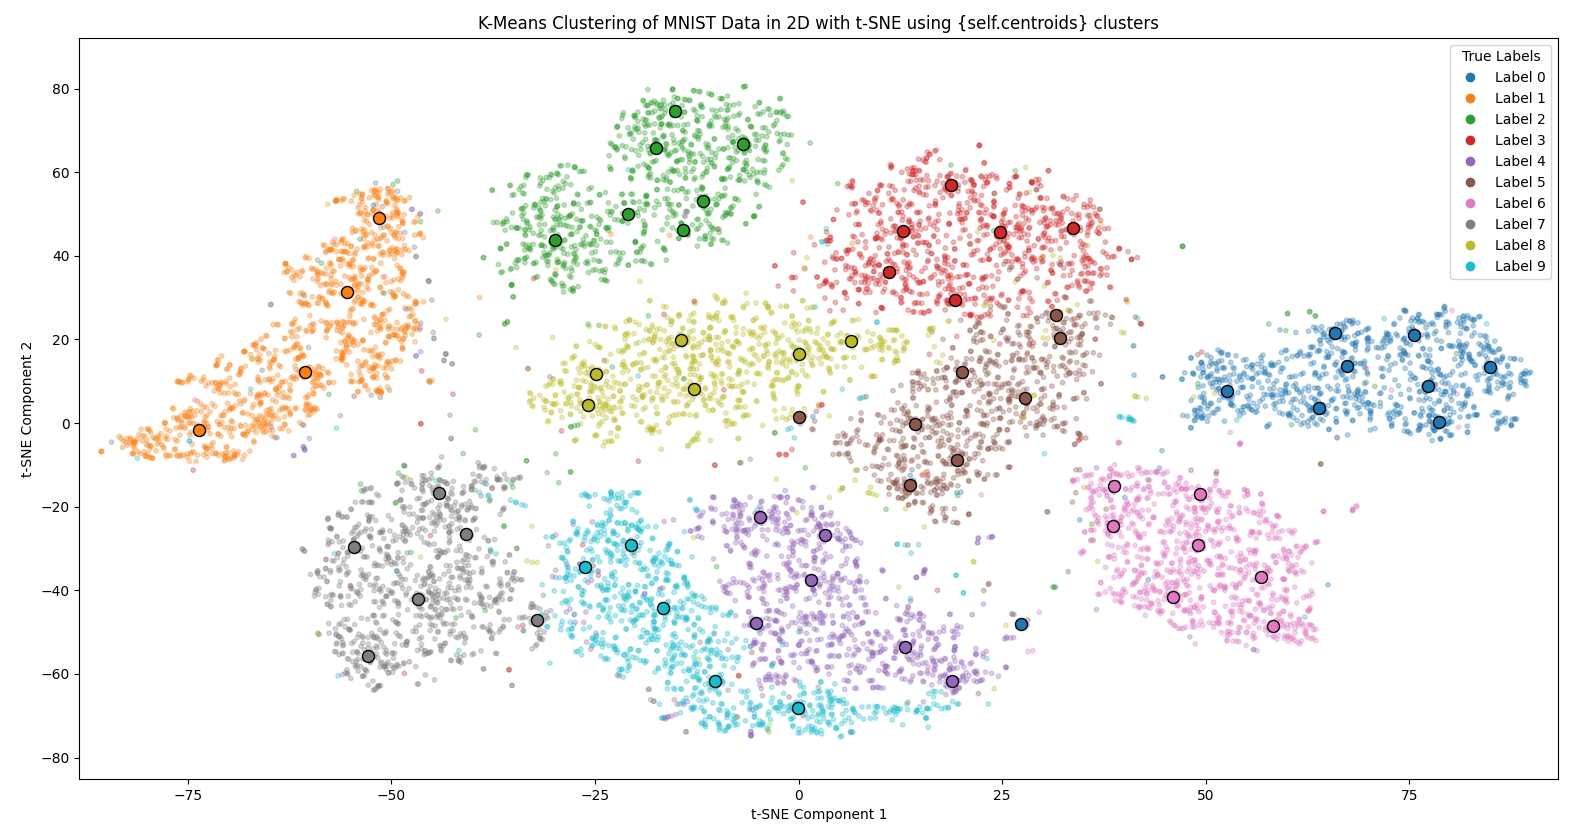 K-Means Clustering of MNIST Data in 2D with t-SNE using {self.centroids} clusters
True Labels
Label 0
Label 1
Label 2
Label 3
Label 4
Label 5
Label 6
Label 7
Label 8
Label 9
t-SNE Component 2
80
60
40
20
0
−20
−40
−60
−80
−75
−50
−25
0
25
50
75
t-SNE Component 1